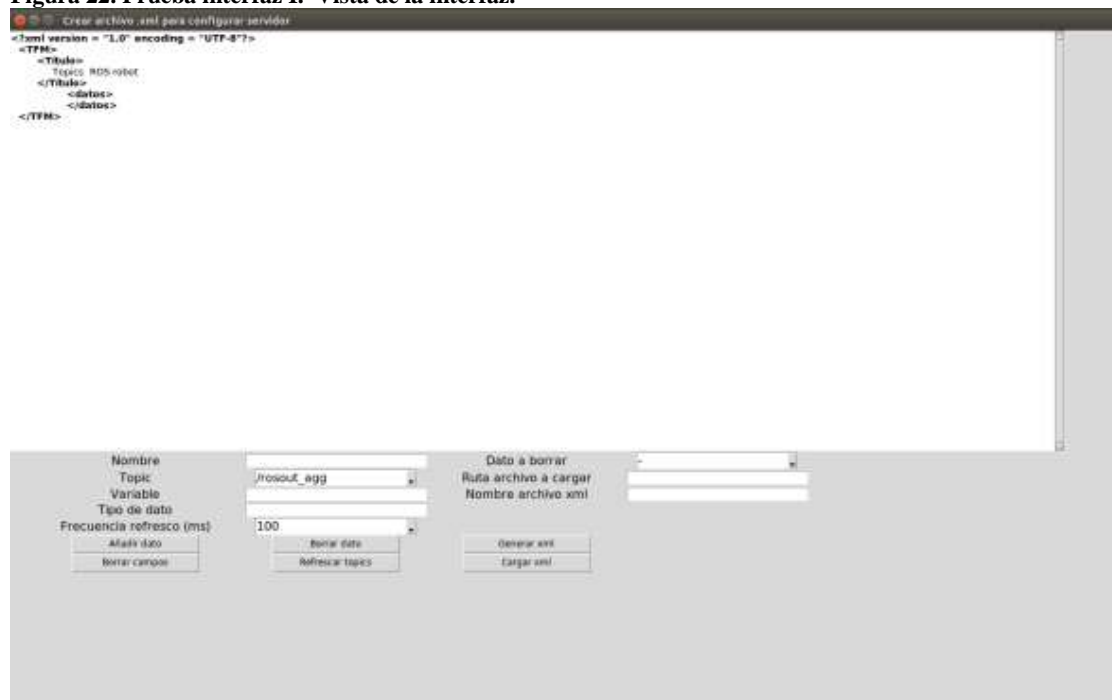 Figura 22. Prueba interfaz I. Vista de la interfaz.
Crear archivo .xml para configurar servidor
<?xml version = "1.0" encoding = "UTF-8"?>
<TFM>
<Titulo>
Topics ROS robot
</Titulo>
<datos>
</datos>
</TFM>
Nombre Dato a borrar -
Topic /rosout_agg Ruta archivo a cargar
Variable Nombre archivo xml
Tipo de dato
Frecuencia refresco (ms) 100
Añadir dato Borrar dato Generar xml
Borrar campos Refrescar topics Cargar xml